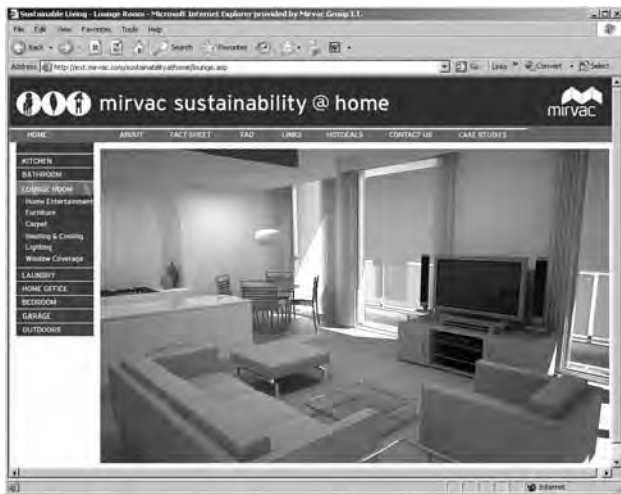 Sustainable Living - Lounge Room - Microsoft Internet Explorer provided by Mirvac Group I.T.
File Edit View Favorites Tools Help
Back Search Favorites
Address http://ext.mirvac.com/sustainabilityathome/lounge.asp Go Links Convert Select
mirvac sustainability @ home
mirvac
HOME ABOUT FACT SHEET FAQ LINKS HOTDEALS CONTACT US CASE STUDIES
KITCHEN
BATHROOM
LOUNGE ROOM
Home Entertainment
Furniture
Carpet
Heating & Cooling
Lighting
Window Coverage
LAUNDRY
HOME OFFICE
BEDROOM
GARAGE
OUTDOORS
Internet